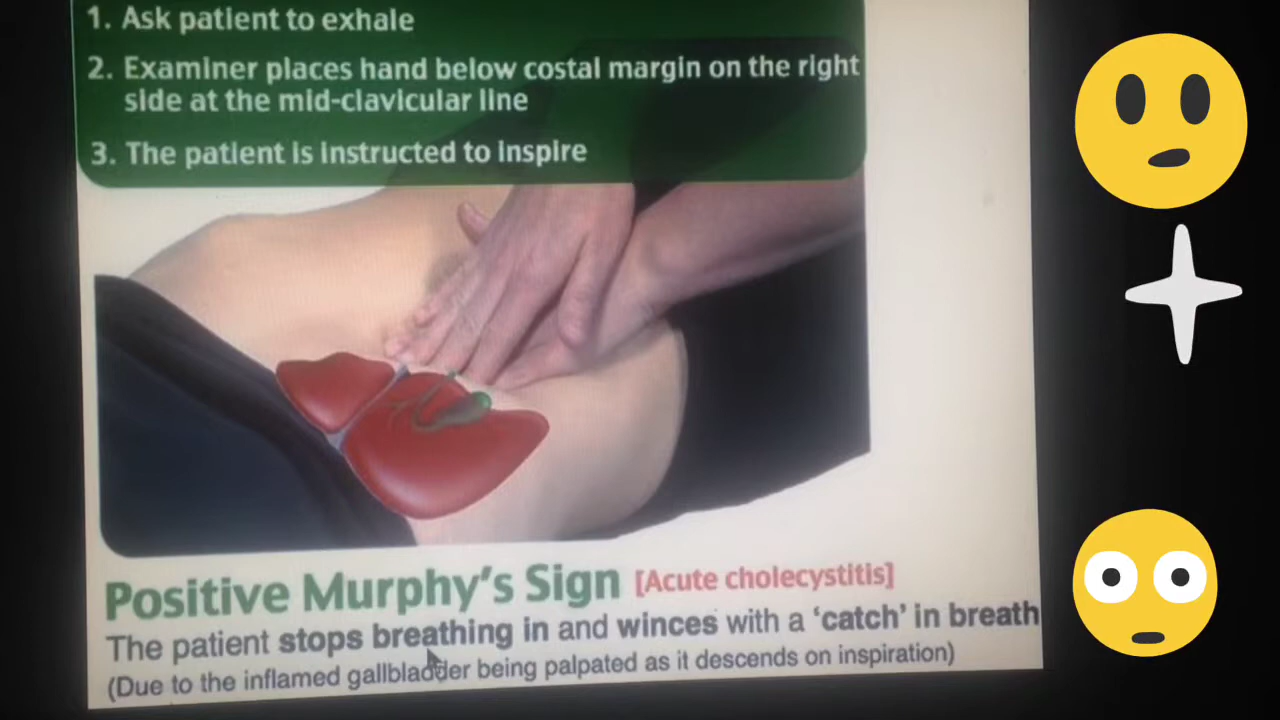 1. Ask patient to exhale
2. Examiner places hand below costal margin on the right
side at the mid-clavicular line
3. The patient is instructed to inspire
Positive Murphy's Sign [Acute cholecystitis]
The patient stops breathing in and winces with a 'catch' in breath
(Due to the inflamed gallbladder being palpated as it descends on inspiration)